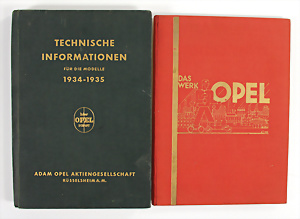 TECHNISCHE
INFORMATIONEN
FÜR DIE MODELLE
1934-1935
OPEL
ADAM OPEL AKTIENGESELLSCHAFT
RÜSSELSHEIM A. M.
DAS
WERK OPEL